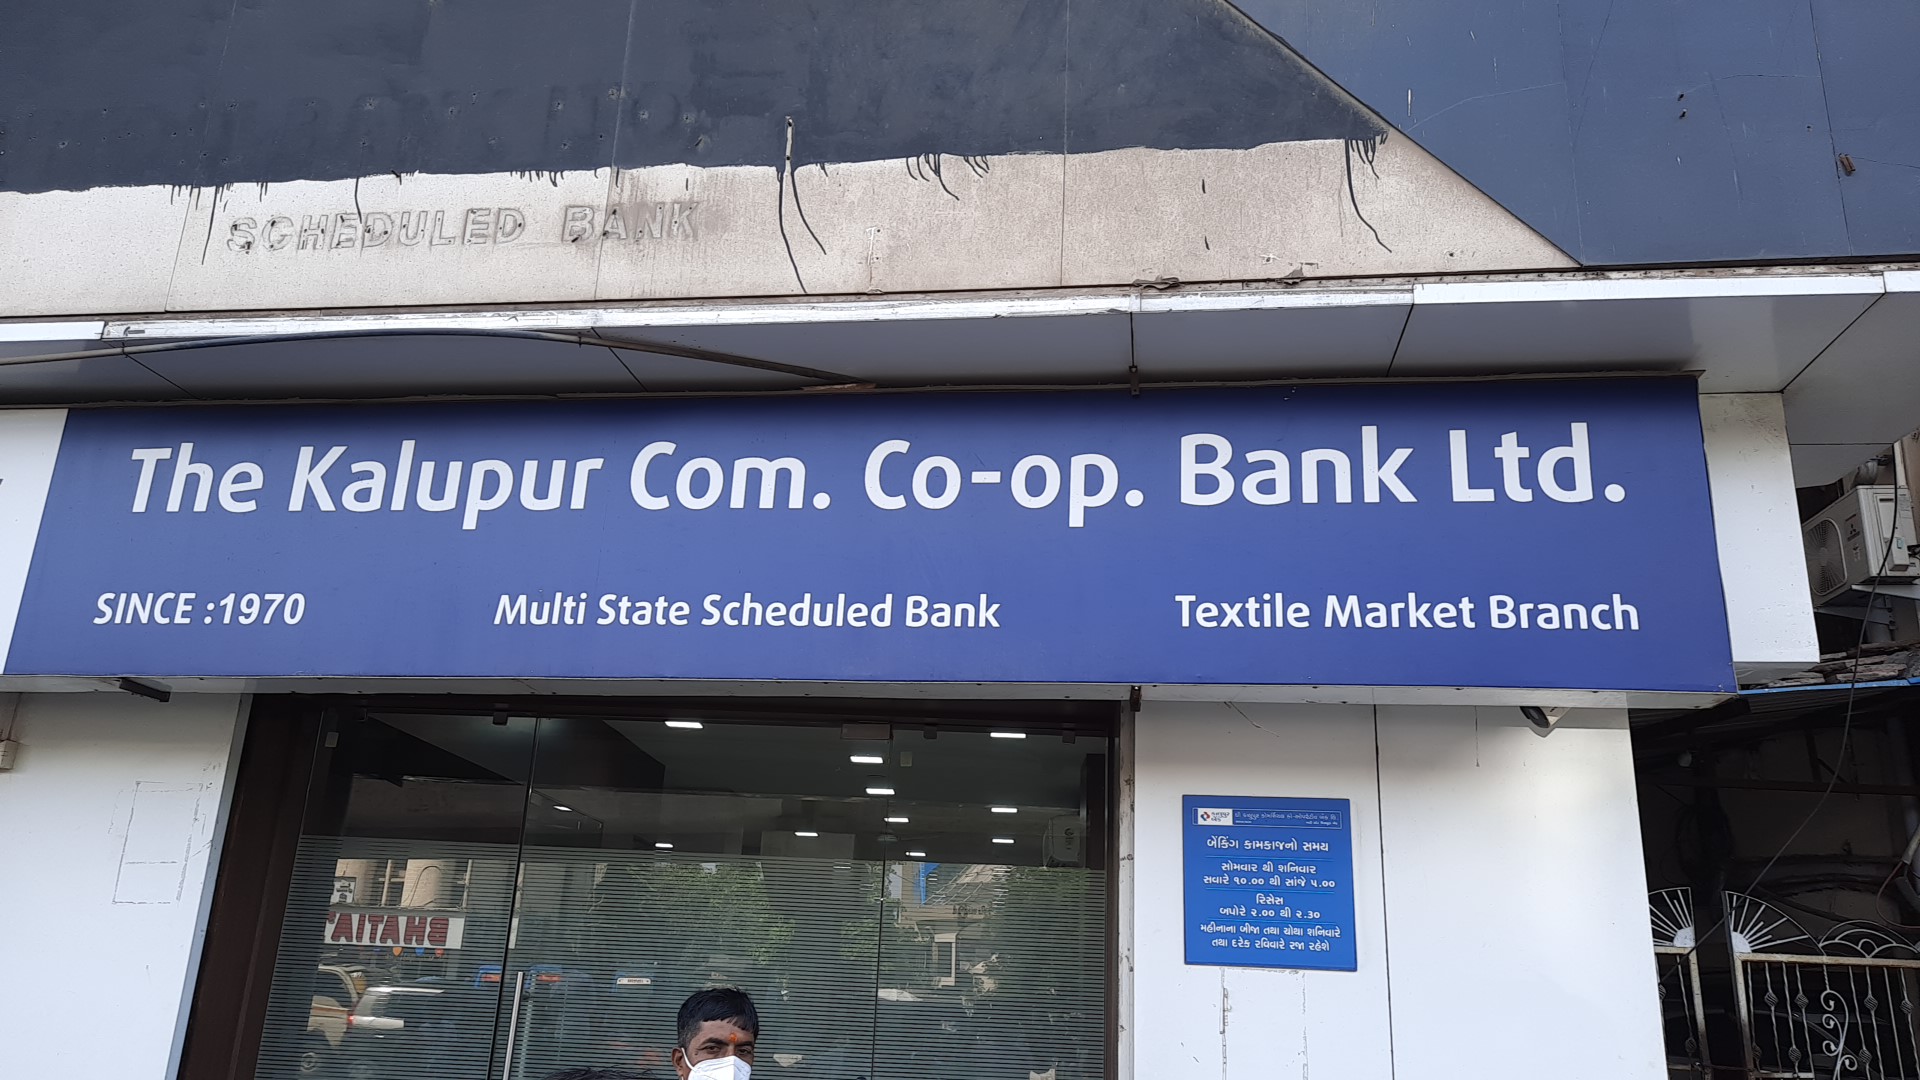 SCHEDULED BANK
The Kalupur Com. Co-op. Bank Ltd.
SINCE :1970 Multi State Scheduled Bank Textile Market Branch
બેંકિંગ કામકાજનો સમય
સોમવાર થી શનિવાર
સવારે ૧૦.૦૦ થી સાંજે ૫.૦૦
રિસેસ
બપોરે ૨.૦૦ થી ૨.૩૦
મહીનાના બીજા તથા ચોથા શનિવારે
તથા દરેક રવિવારે રજા રહેશે
BHATIA